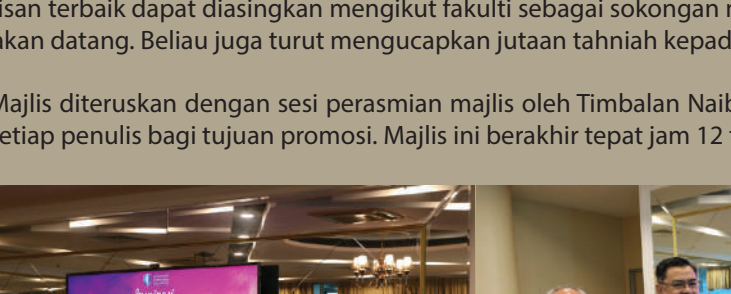 isan terbaik dapat diasingkan mengikut fakulti sebagai sokongan
akan datang. Beliau juga turut mengucapkan jutaan tahniah kepad
Majlis diteruskan dengan sesi perasmian majlis oleh Timbalan Naib
etiap penulis bagi tujuan promosi. Majlis ini berakhir tepat jam 12